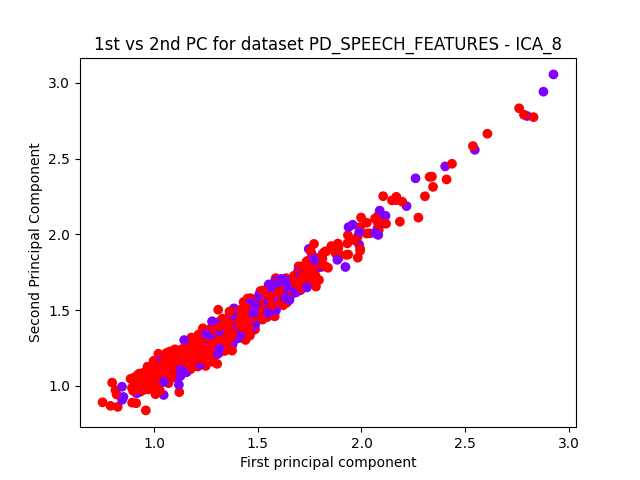 1st vs 2nd PC for dataset PD_SPEECH_FEATURES - ICA_8
3.0
2.5
2.0
1.5
1.0
Second Principal Component
1.0 1.5 2.0 2.5 3.0
First principal component